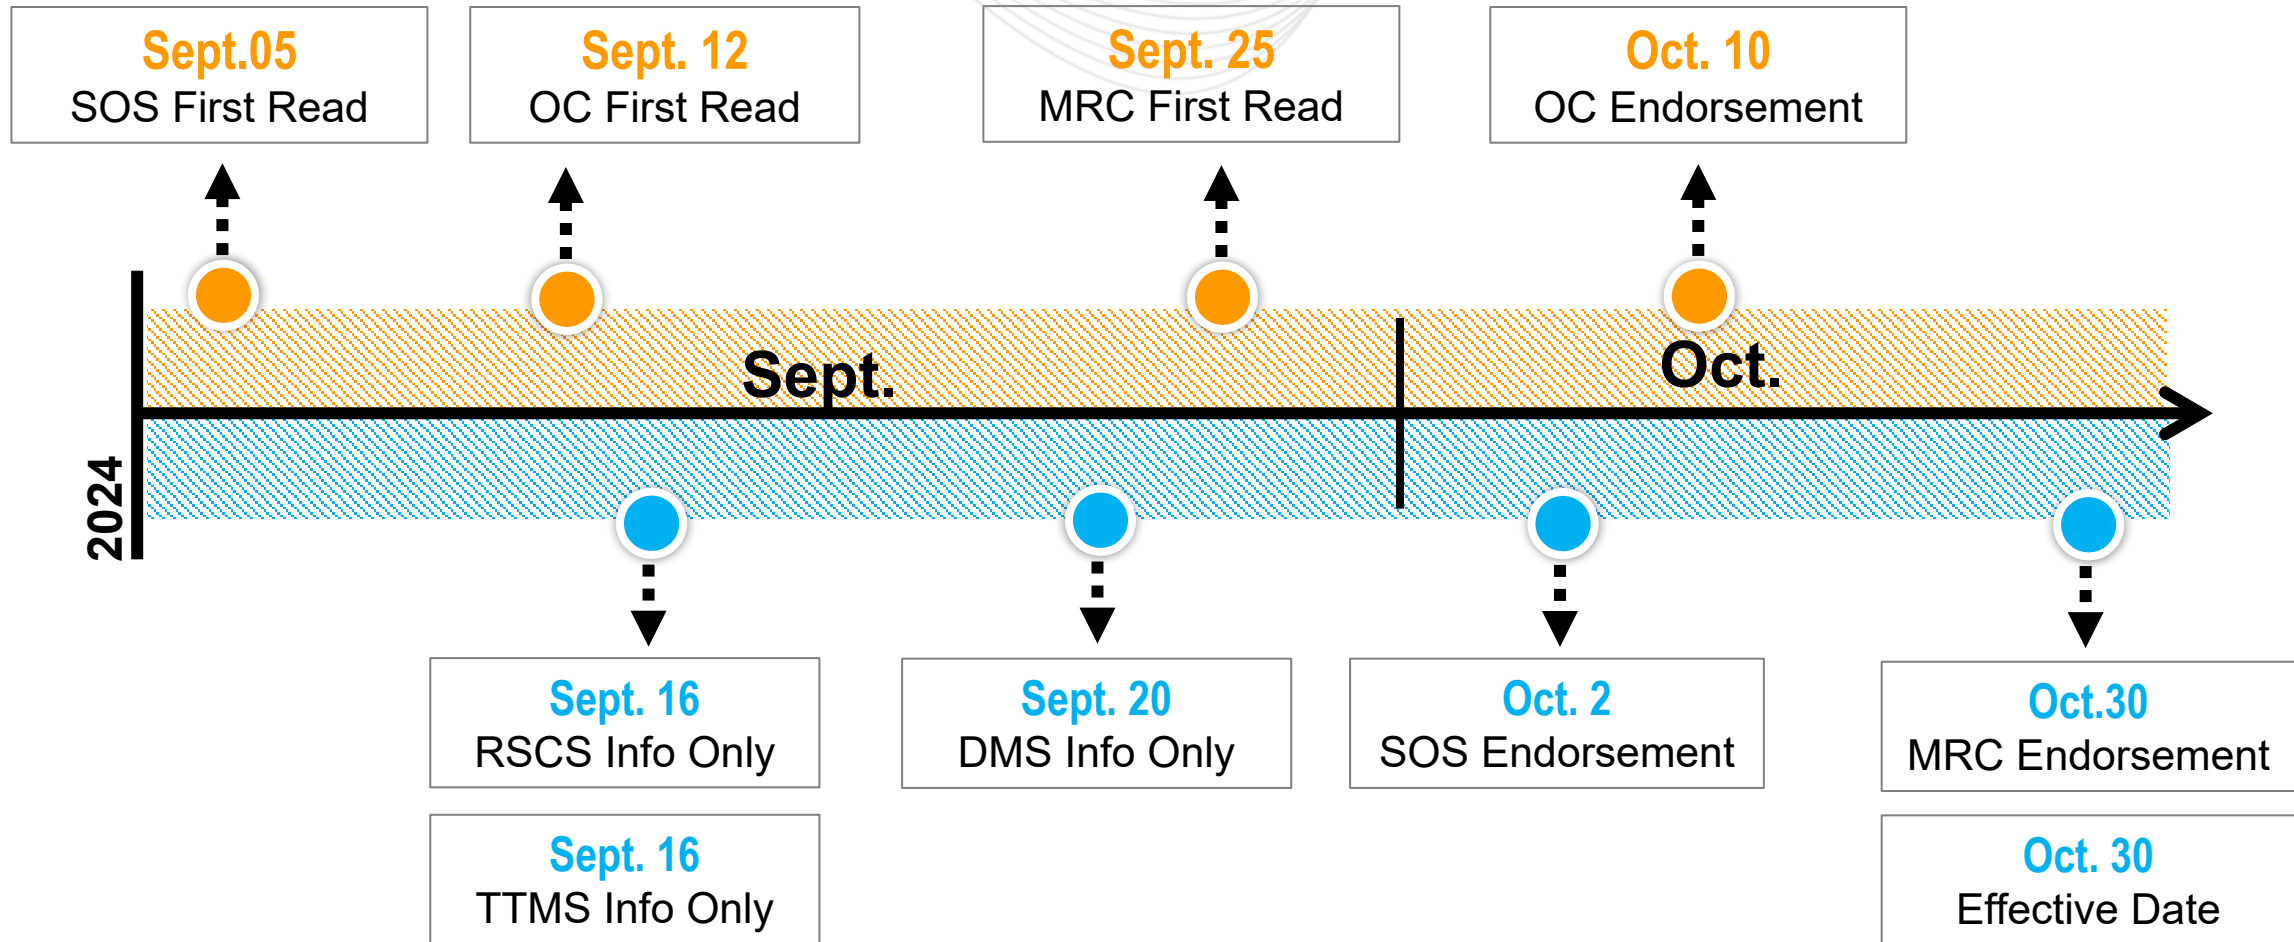 Sept.05
SOS First Read
Sept. 12
OC First Read
Sept. 25
MRC First Read
Oct. 10
OC Endorsement
Sept.
Oct.
2024
Sept. 16
RSCS Info Only
Sept. 20
DMS Info Only
Oct. 2
SOS Endorsement
Oct.30
MRC Endorsement
Sept. 16
TTMS Info Only
Oct. 30
Effective Date